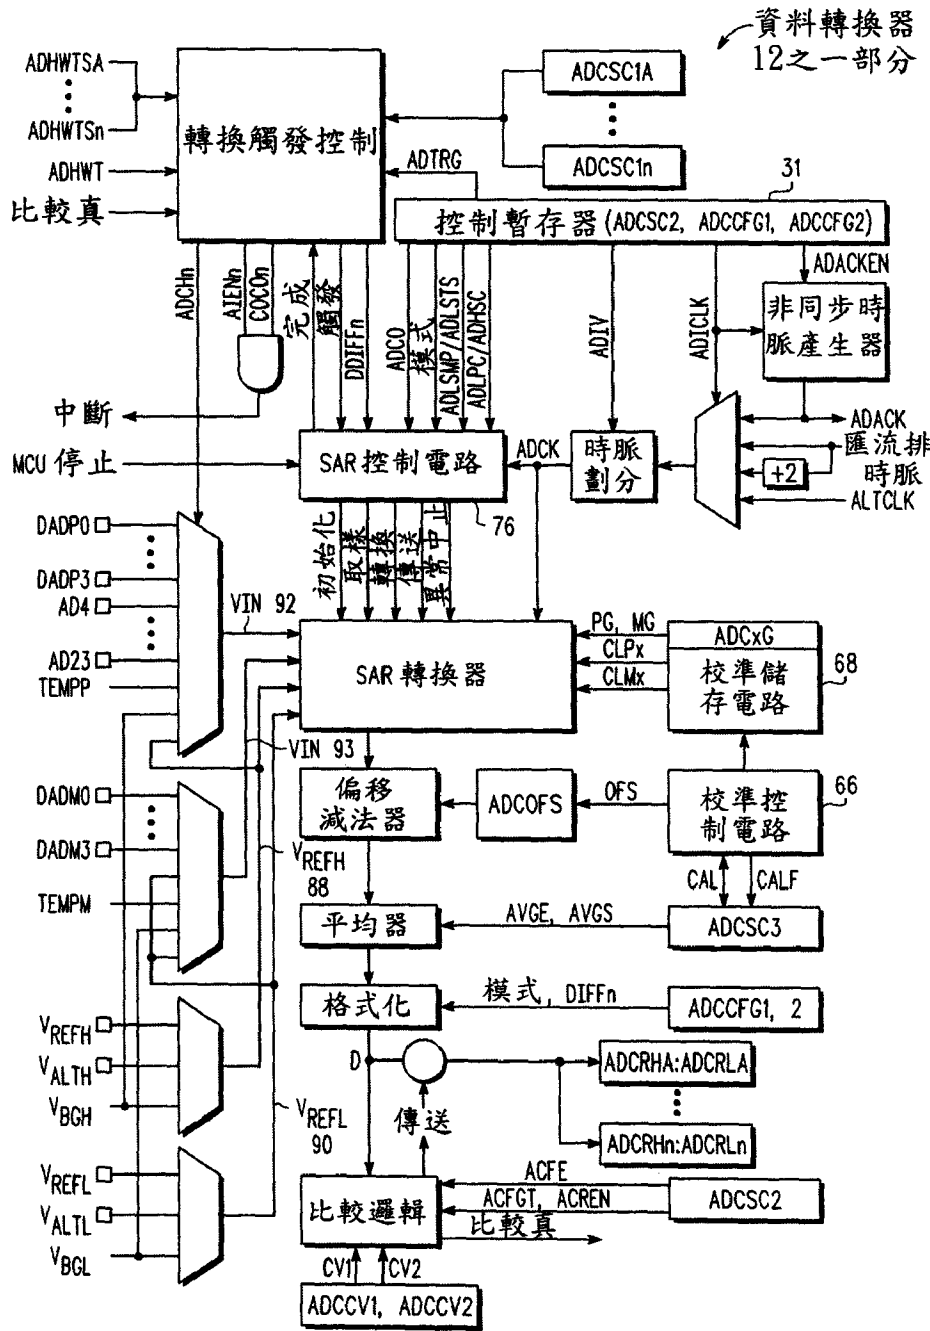 資料轉換器
12之一部分
ADHWTSA
ADHWTSn
ADHWT
比較真
轉換觸發控制
ADCSC1A
ADCSC1n
ADTRG
31
控制暫存器(ADCSC2, ADCCFG1, ADCCFG2)
ADCHn
AIENn
COCOn
完成
觸發
DDIFFn
ADCO
模式
ADLSMP/ADLSTS
ADLPC/ADHSC
ADIV
ADICLK
ADACKEN
非同步時
脈產生器
中斷
MCU 停止
SAR 控制電路
76
ADCK
時脈
劃分
ADACK
匯流排
時脈
÷2
ALTCLK
初始化
取樣
轉換
傳送
異常中止
DADP0
DADP3
AD4
AD23
TEMPP
VIN 92
SAR 轉換器
PG, MG
CLPx
CLMx
ADCxG
校準儲
存電路
68
VIN 93
DADM0
DADM3
TEMPM
偏移
減法器
ADCOFS
OFS
校準控
制電路
66
VREFH
88
CAL
CALF
平均器
AVGE, AVGS
ADCSC3
格式化
模式, DIFFn
ADCCFG1, 2
VREFH
VALTH
VBGH
D
ADCRHA:ADCRLA
傳送
ADCRHn:ADCRLn
VREFL
90
VREFL
VALTL
VBGL
比較邏輯
ACFE
ACFGT, ACREN
ADCSC2
比較真
CV1
CV2
ADCCV1, ADCCV2